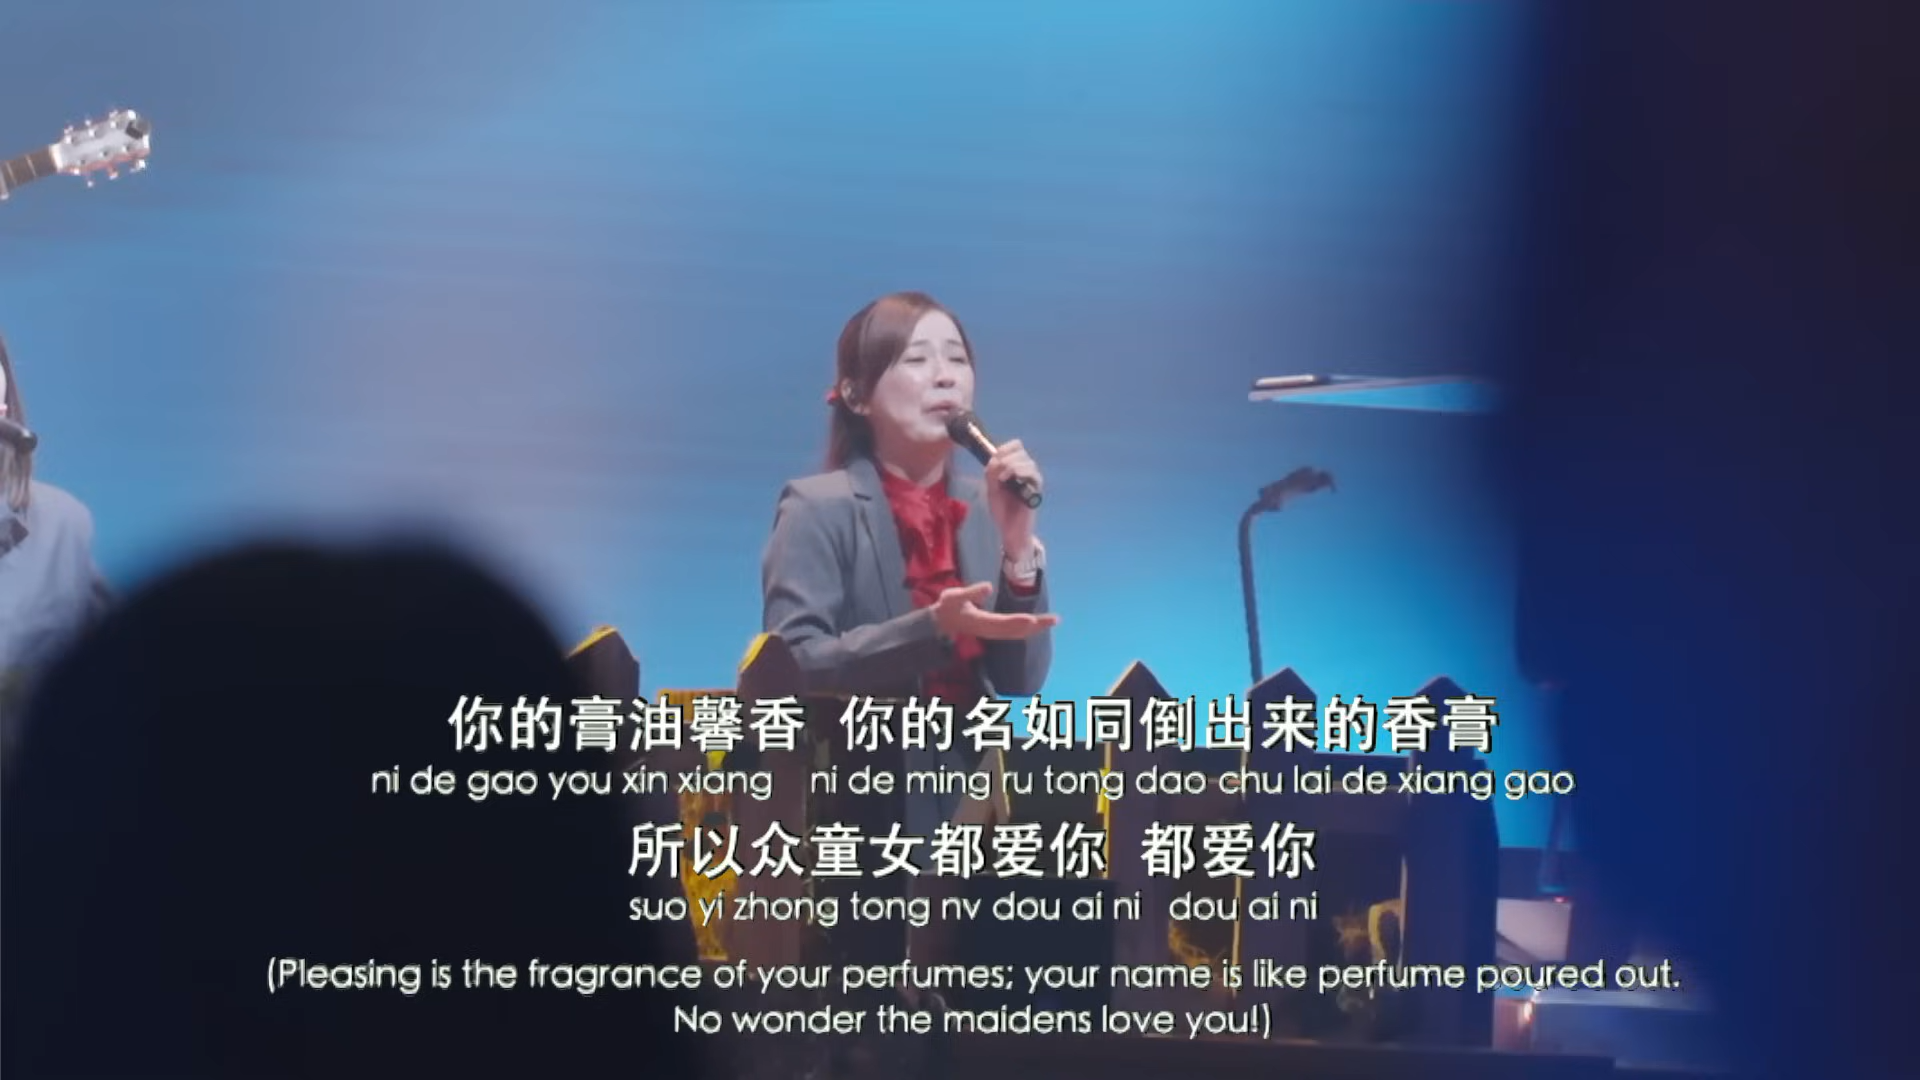 你的膏油馨香 你的名如同倒出来的香膏
ni de gao you xin xiang ni de ming ru tong dao chu lai de xiang gao
所以众童女都爱你 都爱你
suo yi zhong tong nv dou ai ni dou ai ni
(Pleasing is the fragrance of your perfumes; your name is like perfume poured out.
No wonder the maidens love you!)